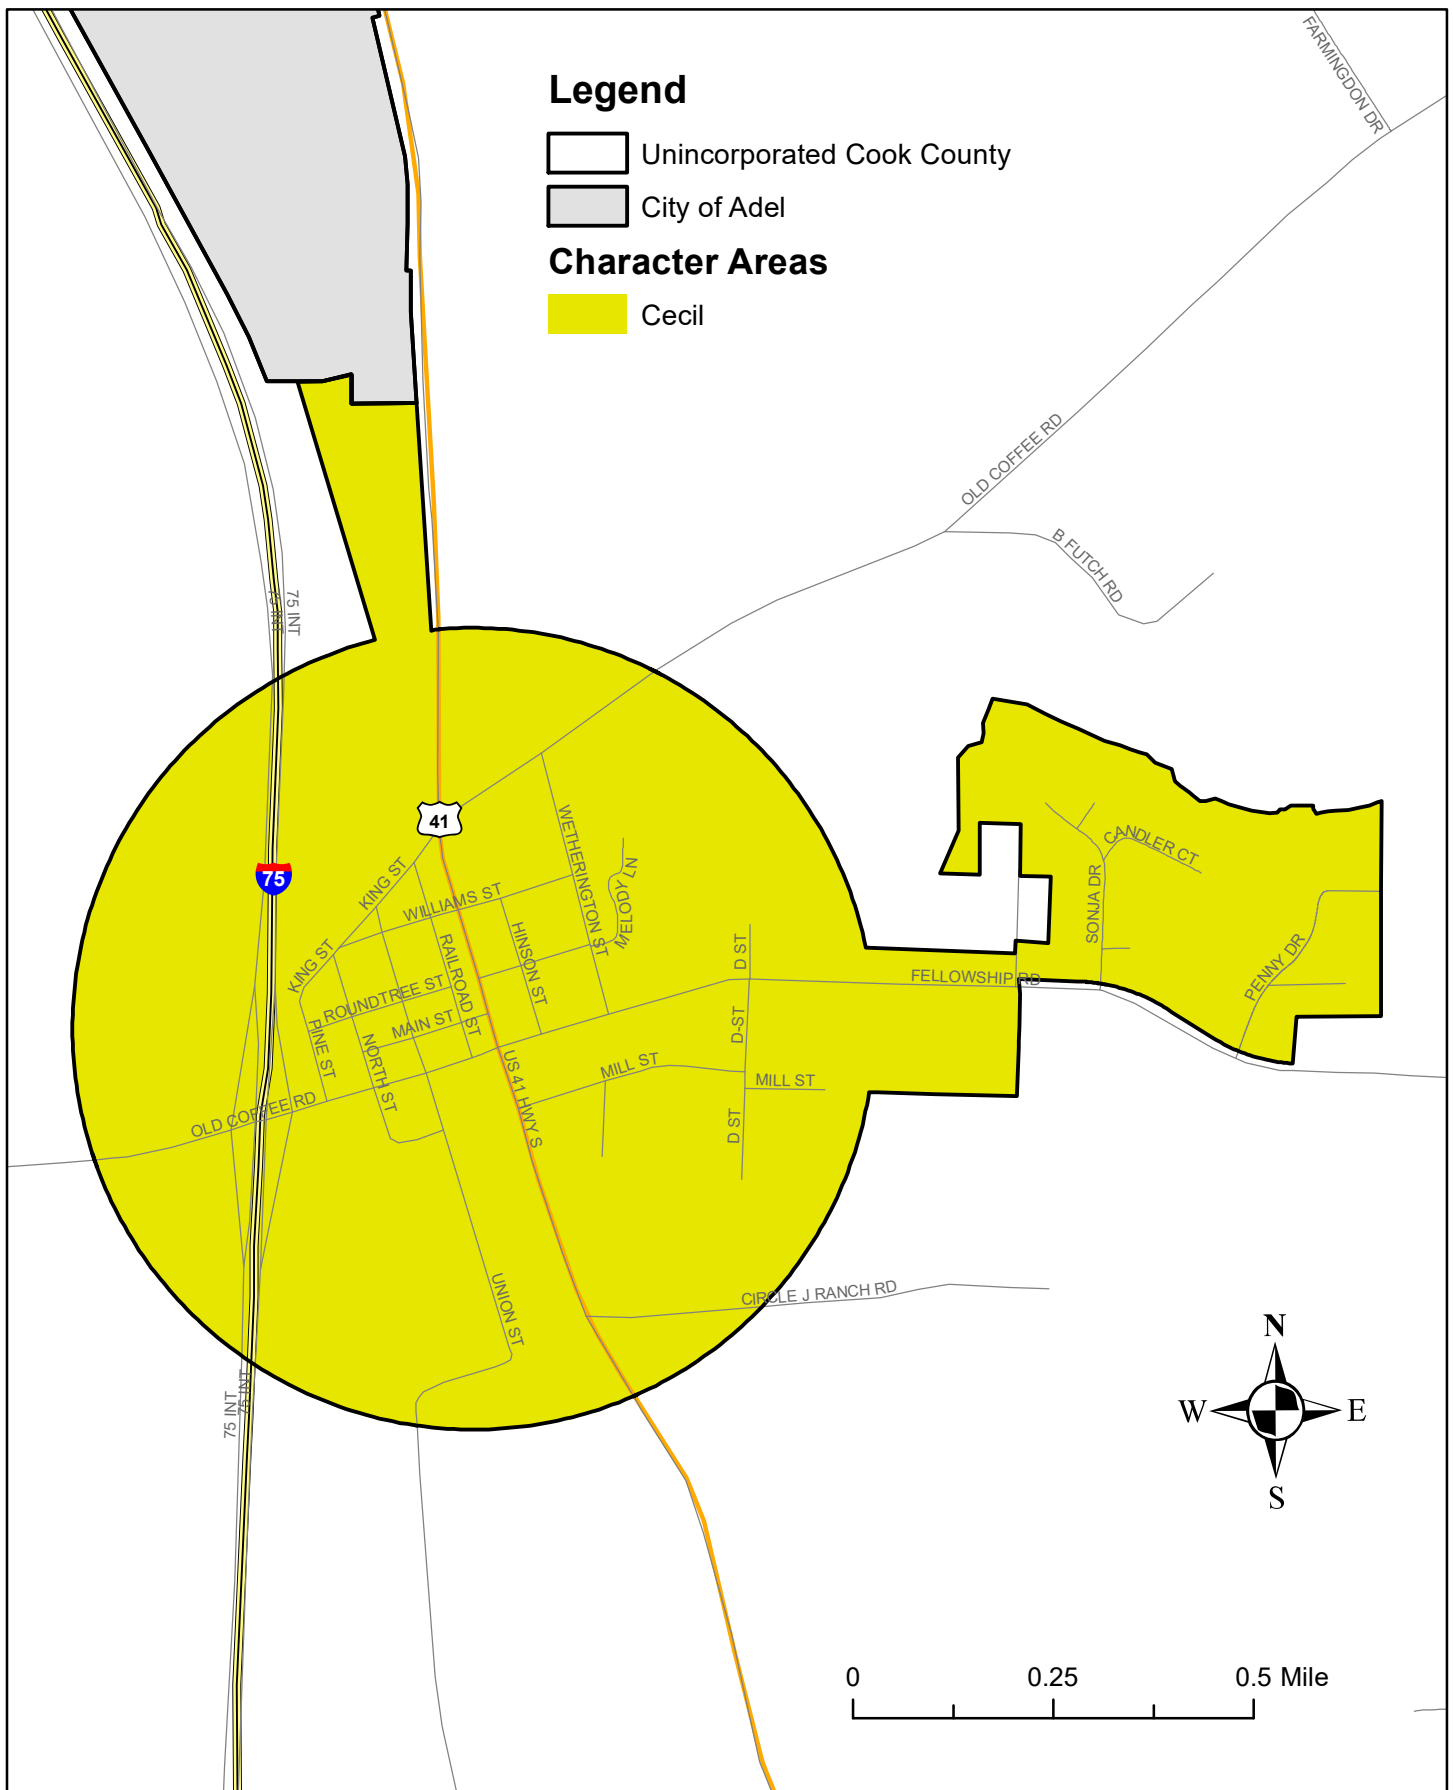 FARMINGDON DR
Legend
Unincorporated Cook County
City of Adel
Character Areas
Cecil
OLD COFFEE RD
B FUTCH RD
75 INT
75 INT
41
75
WETHERINGTON ST
MELODY LN
KING ST
WILLIAMS ST
CANDLER CT
SONJA DR
KING ST
RAILROAD ST
HINSON ST
D ST
FELLOWSHIP RD
PENNY DR
ROUNDTREE ST
MAIN ST
PINE ST
NORTH ST
D-ST
US 41 HWY S
MILL ST
MILL ST
OLD COFFEE RD
D ST
UNION ST
CIRCLE J RANCH RD
75 INT
75 INT
N
W E
S
0 0.25 0.5 Mile